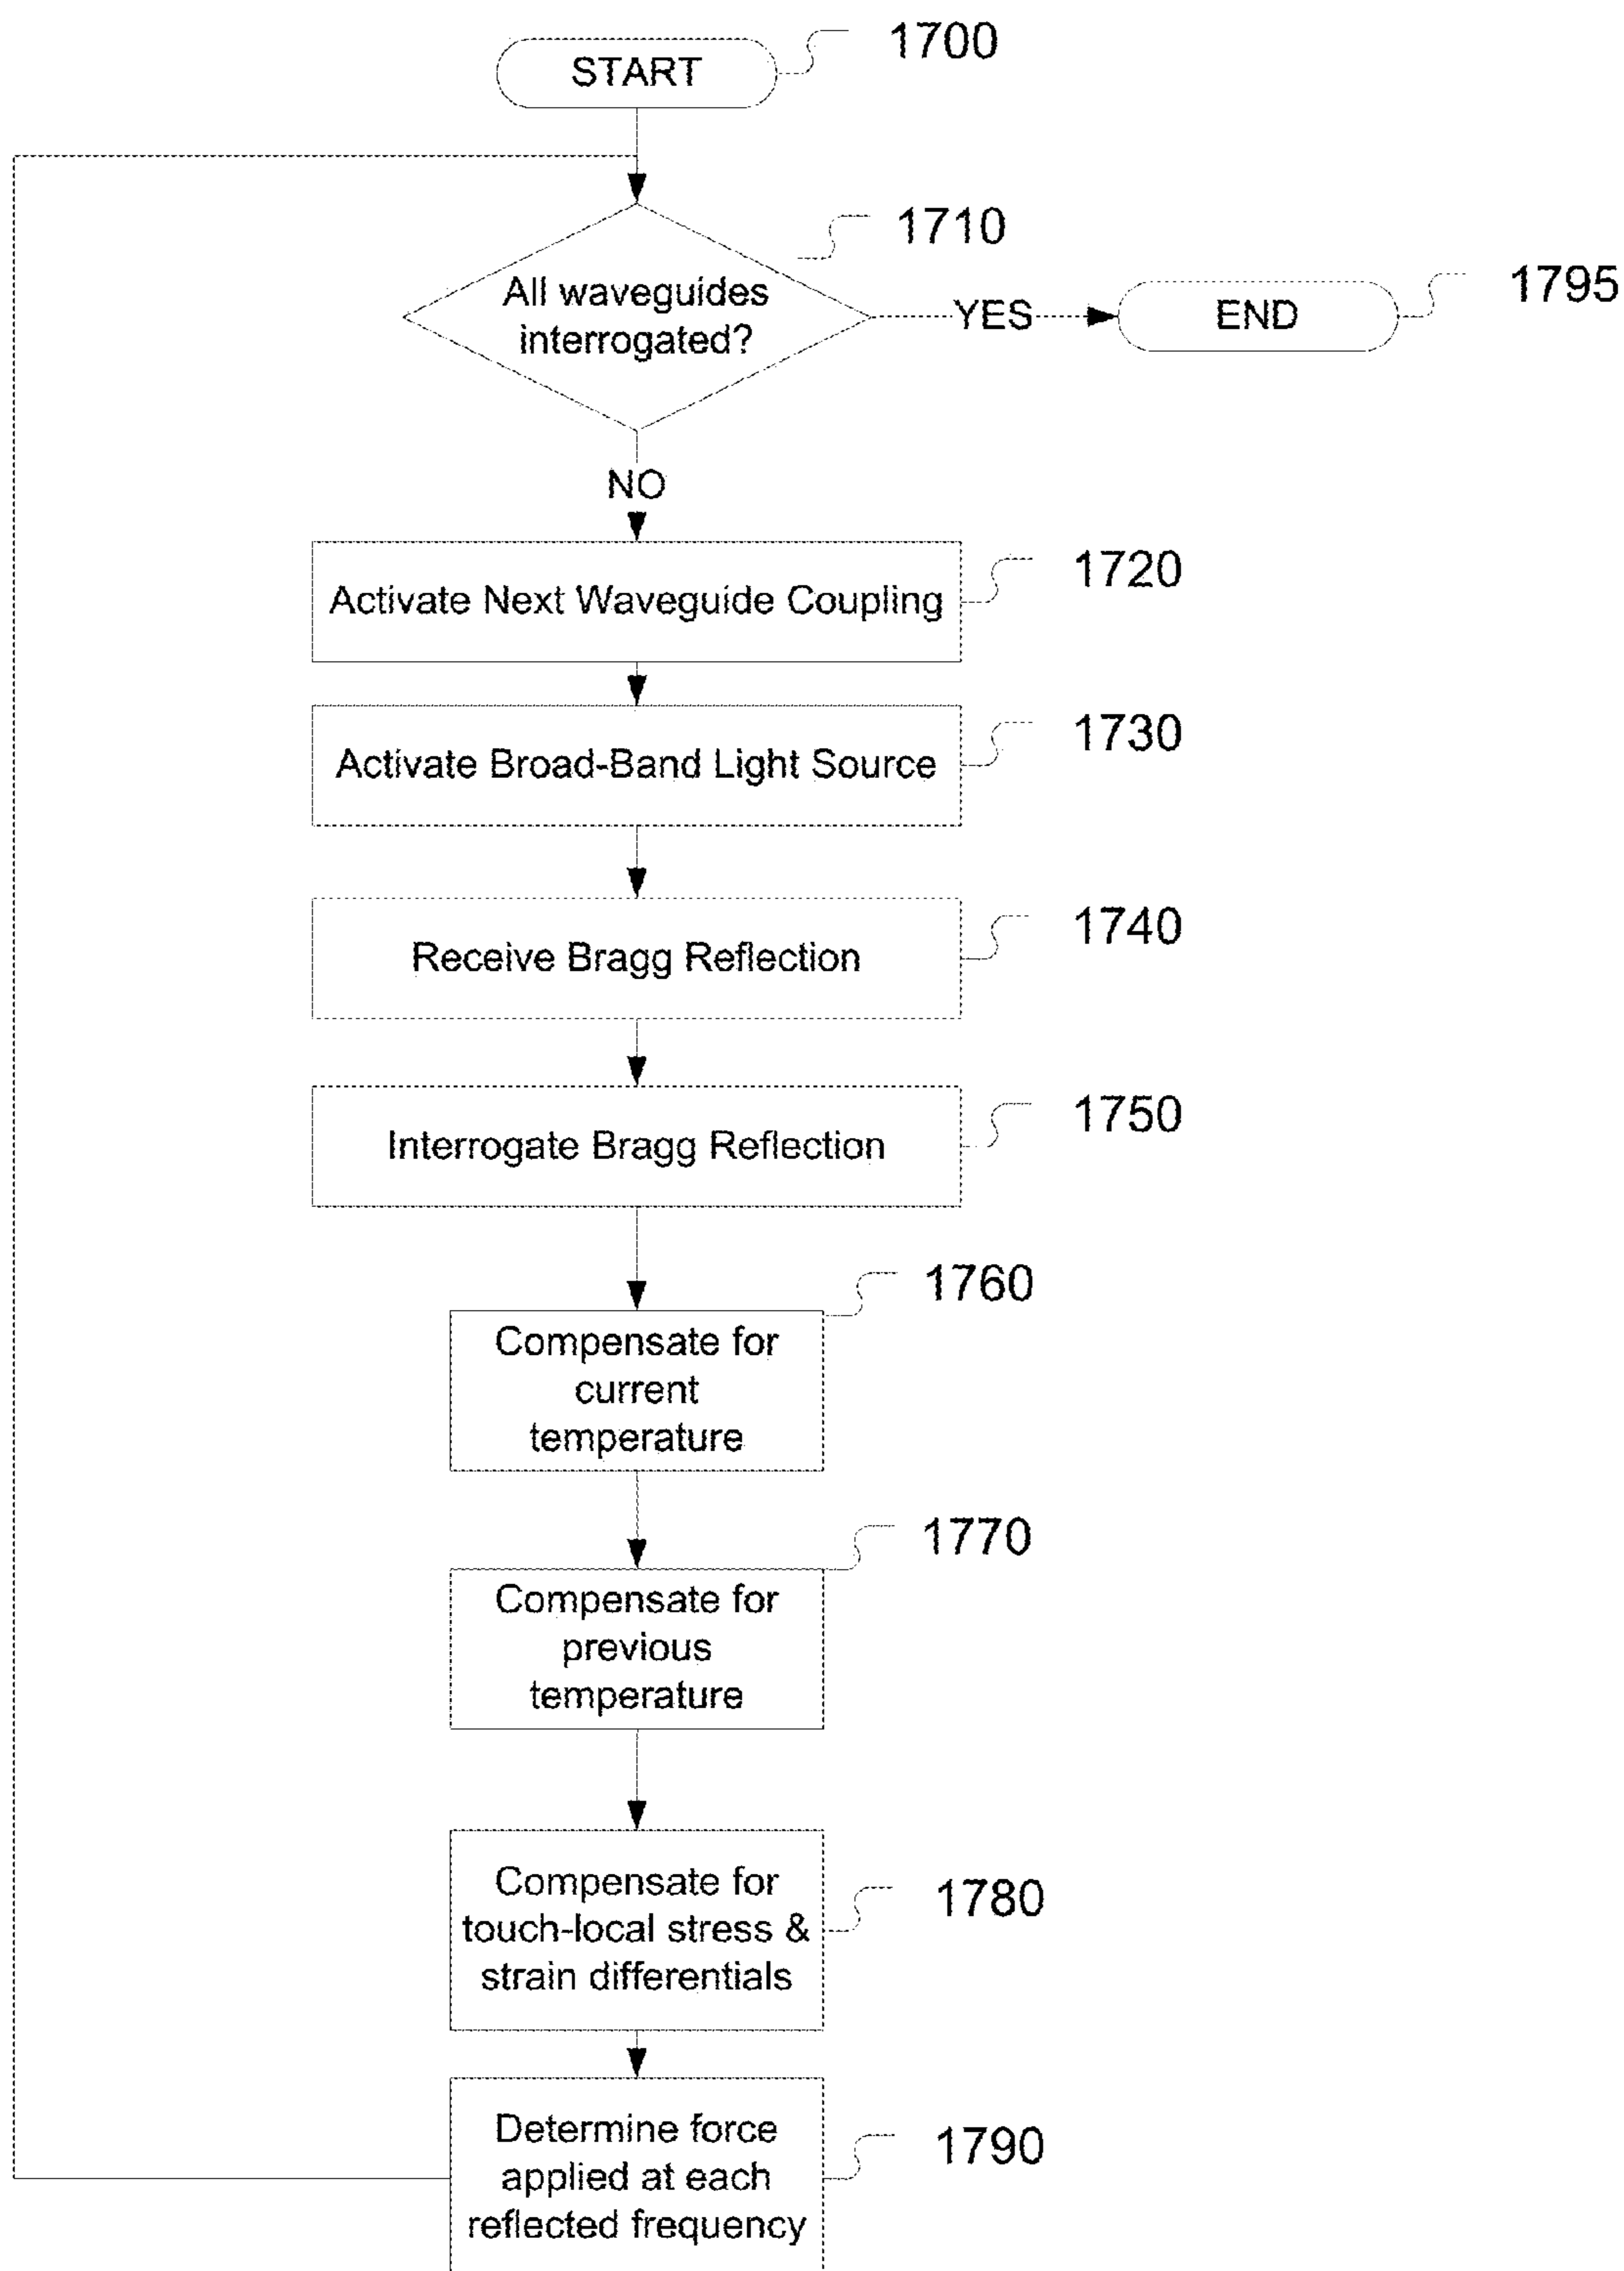 START
1700
All waveguides
interrogated?
1710
YES
END
1795
NO
Activate Next Waveguide Coupling
1720
Activate Broad-Band Light Source
1730
Receive Bragg Reflection
1740
Interrogate Bragg Reflection
1750
Compensate for
current
temperature
1760
Compensate for
previous
temperature
1770
Compensate for
touch-local stress &
strain differentials
1780
Determine force
applied at each
reflected frequency
1790